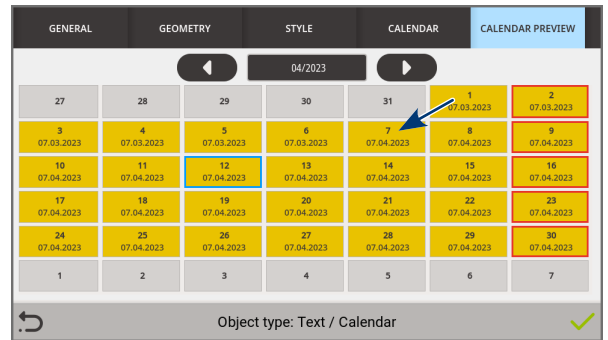 GENERAL GEOMETRY STYLE CALENDAR CALENDAR PREVIEW
04/2023
27 28 29 30 31 1 2
07.03.2023 07.03.2023
3 4 5 6 7 8 9
07.03.2023 07.03.2023 07.03.2023 07.03.2023 07.04.2023 07.04.2023 07.04.2023
10 11 12 13 14 15 16
07.04.2023 07.04.2023 07.04.2023 07.04.2023 07.04.2023 07.04.2023 07.04.2023
17 18 19 20 21 22 23
07.04.2023 07.04.2023 07.04.2023 07.04.2023 07.04.2023 07.04.2023 07.04.2023
24 25 26 27 28 29 30
07.04.2023 07.04.2023 07.04.2023 07.04.2023 07.04.2023 07.04.2023 07.04.2023
1 2 3 4 5 6 7
Object type: Text / Calendar